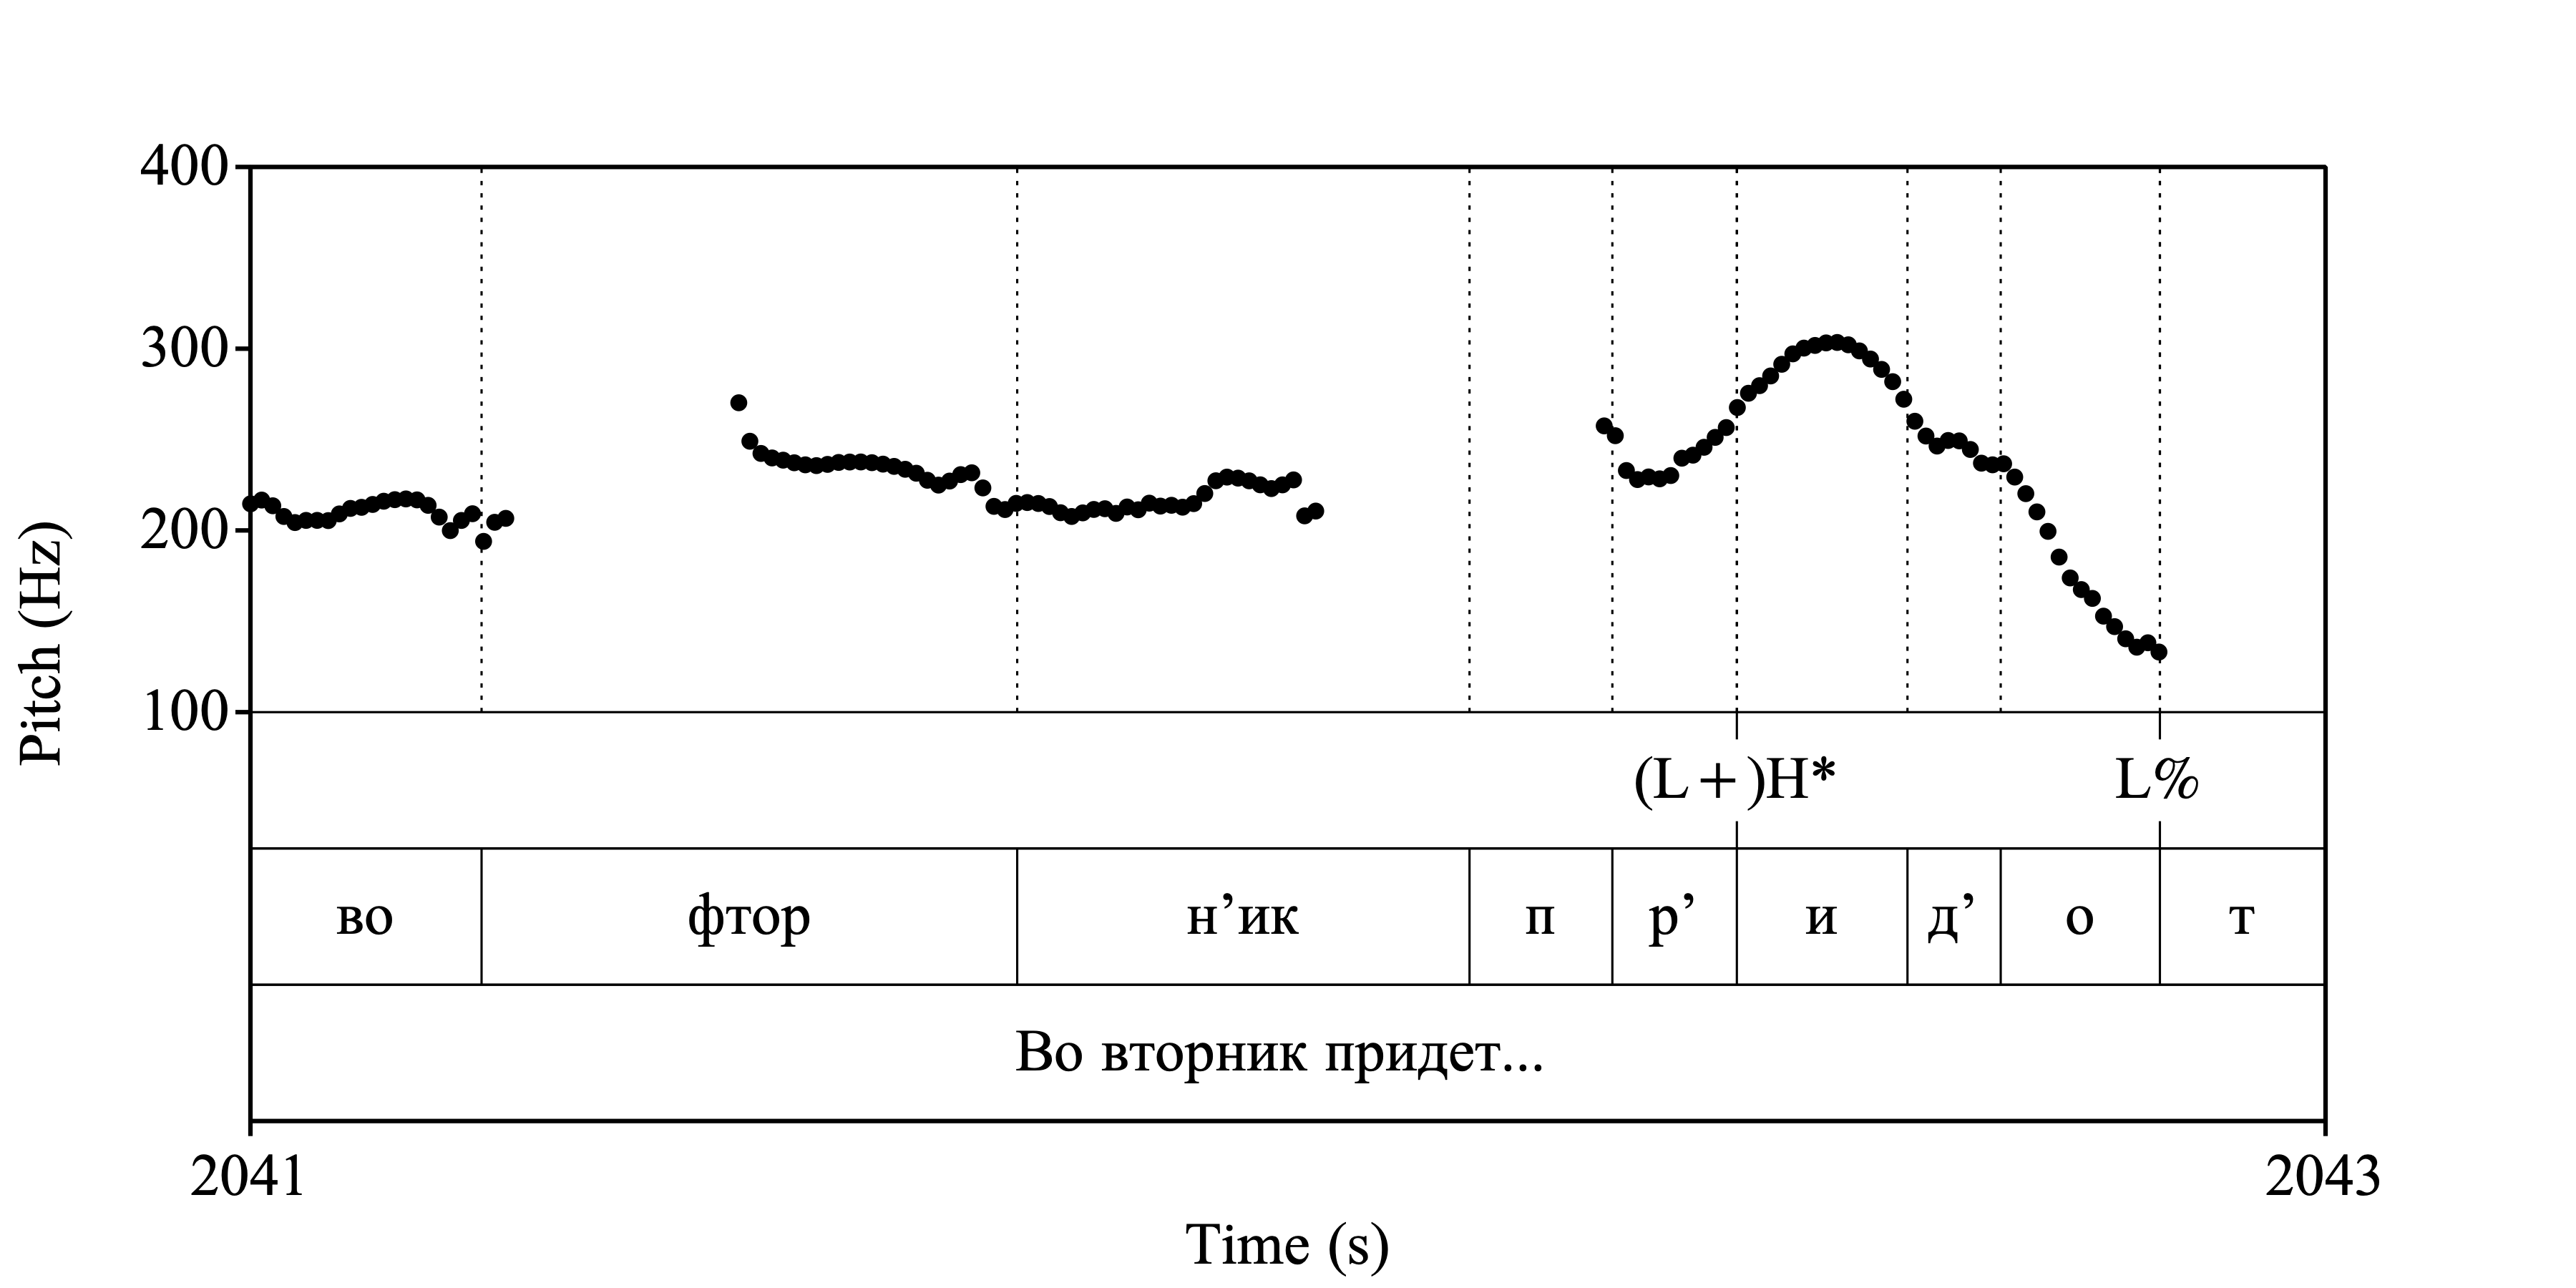 400
300
200
100
Pitch (Hz)
(L+)H* L%
во фтор н’ик п р’ и д’ о т
Во вторник придет...
2041 2043
Time (s)